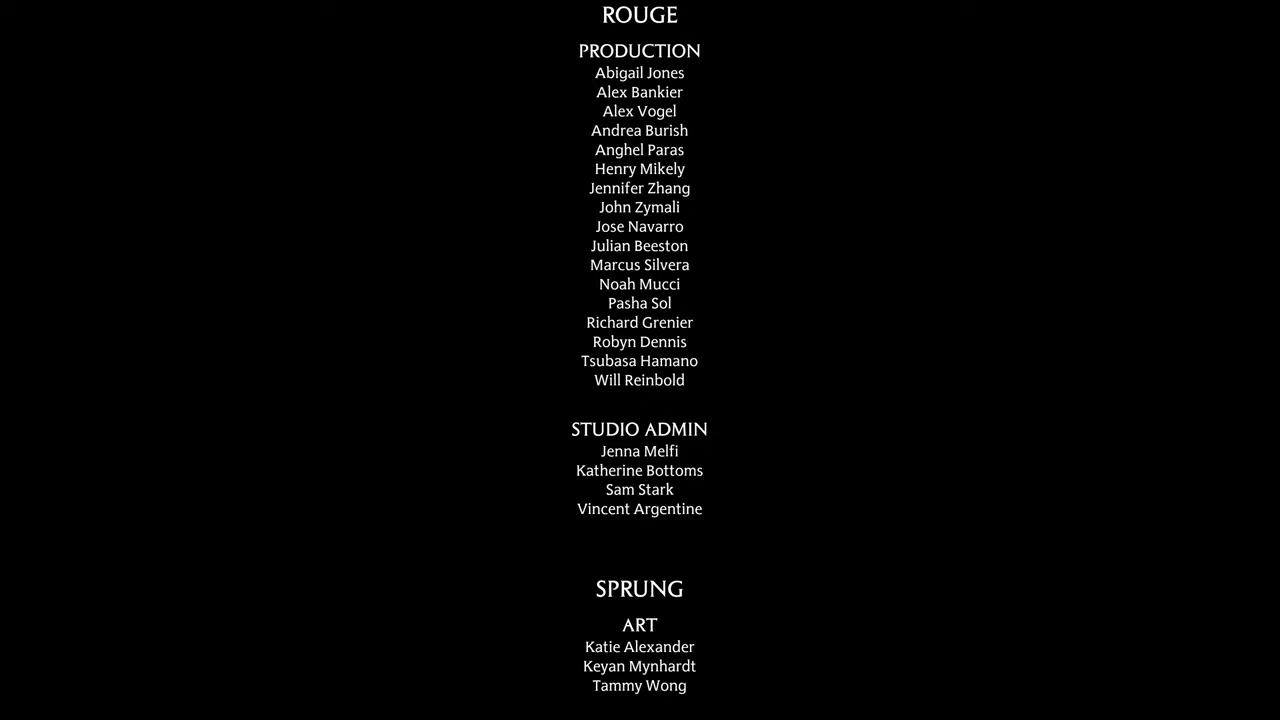 ROUGE
PRODUCTION
Abigail Jones
Alex Bankier
Alex Vogel
Andrea Burish
Anghel Paras
Henry Mikely
Jennifer Zhang
John Zymali
Jose Navarro
Julian Beeston
Marcus Silvera
Noah Mucci
Pasha Sol
Richard Grenier
Robyn Dennis
Tsubasa Hamano
Will Reinbold
STUDIO ADMIN
Jenna Melfi
Katherine Bottoms
Sam Stark
Vincent Argentine
SPRUNG
ART
Katie Alexander
Keyan Mynhardt
Tammy Wong